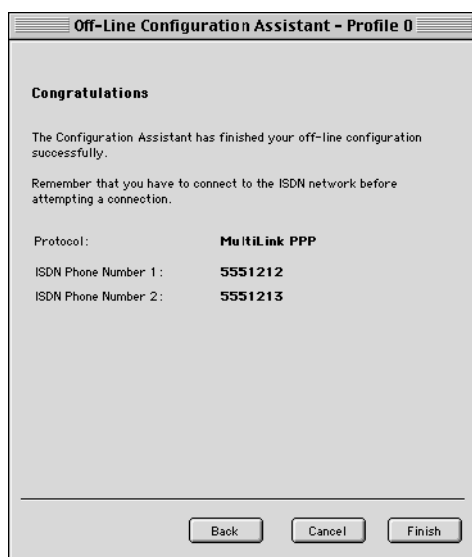 Off-Line Configuration Assistant - Profile 0
Congratulations
The Configuration Assistant has finished your off-line configuration
successfully.
Remember that you have to connect to the ISDN network before
attempting a connection.
Protocol: MultiLink PPP
ISDN Phone Number 1: 5551212
ISDN Phone Number 2: 5551213
Back Cancel Finish